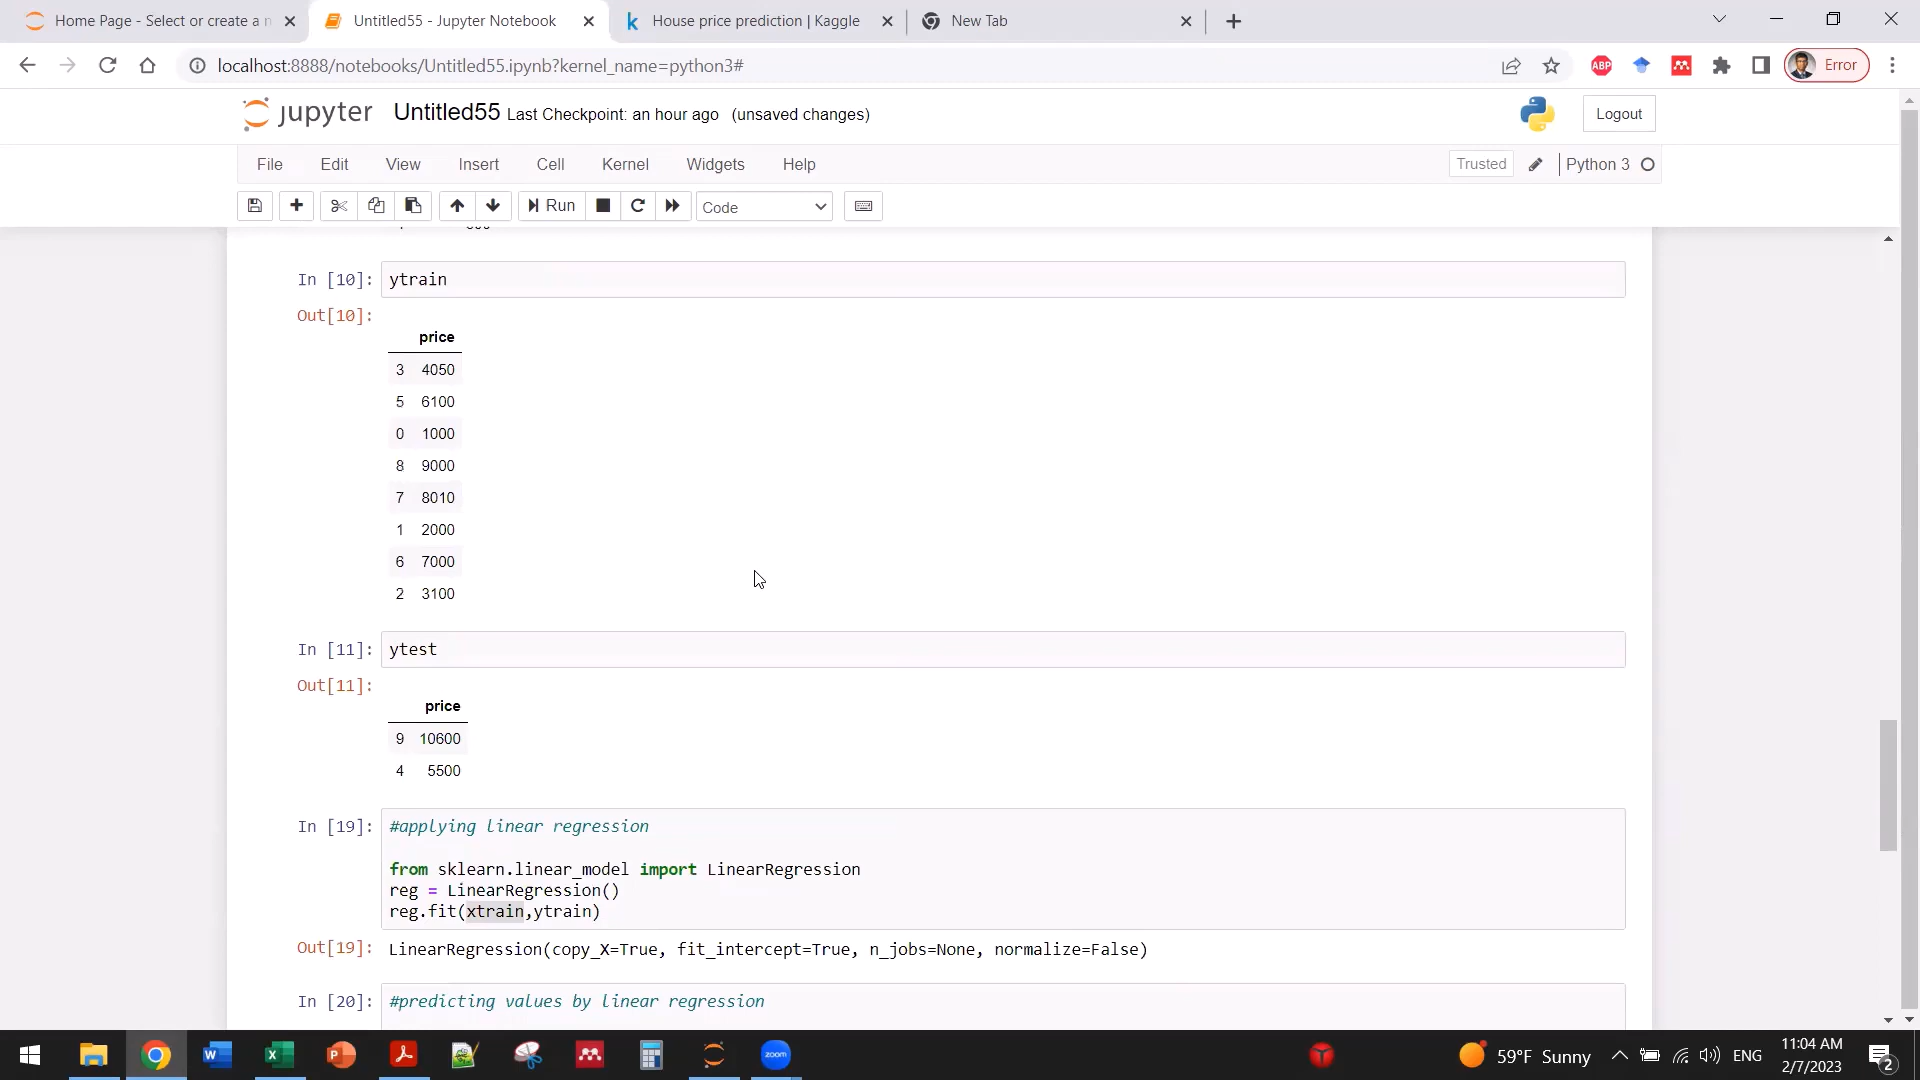 Home Page - Select or create a n
Untitled55 - Jupyter Notebook
House price prediction | Kaggle
New Tab
localhost:8888/notebooks/Untitled55.ipynb?kernel_name=python3#
ABP
Error
jupyter Untitled55 Last Checkpoint: an hour ago (unsaved changes)
Logout
File Edit View Insert Cell Kernel Widgets Help
Trusted
Python 3
Run
Code
In [10]: ytrain
Out[10]:
price
3 4050
5 6100
0 1000
8 9000
7 8010
1 2000
6 7000
2 3100
In [11]: ytest
Out[11]:
price
9 10600
4 5500
In [19]: #applying linear regression
from sklearn.linear_model import LinearRegression
reg = LinearRegression()
reg.fit(xtrain,ytrain)
Out[19]: LinearRegression(copy_X=True, fit_intercept=True, n_jobs=None, normalize=False)
In [20]: #predicting values by linear regression
zoom
59°F Sunny
ENG
11:04 AM
2/7/2023
2